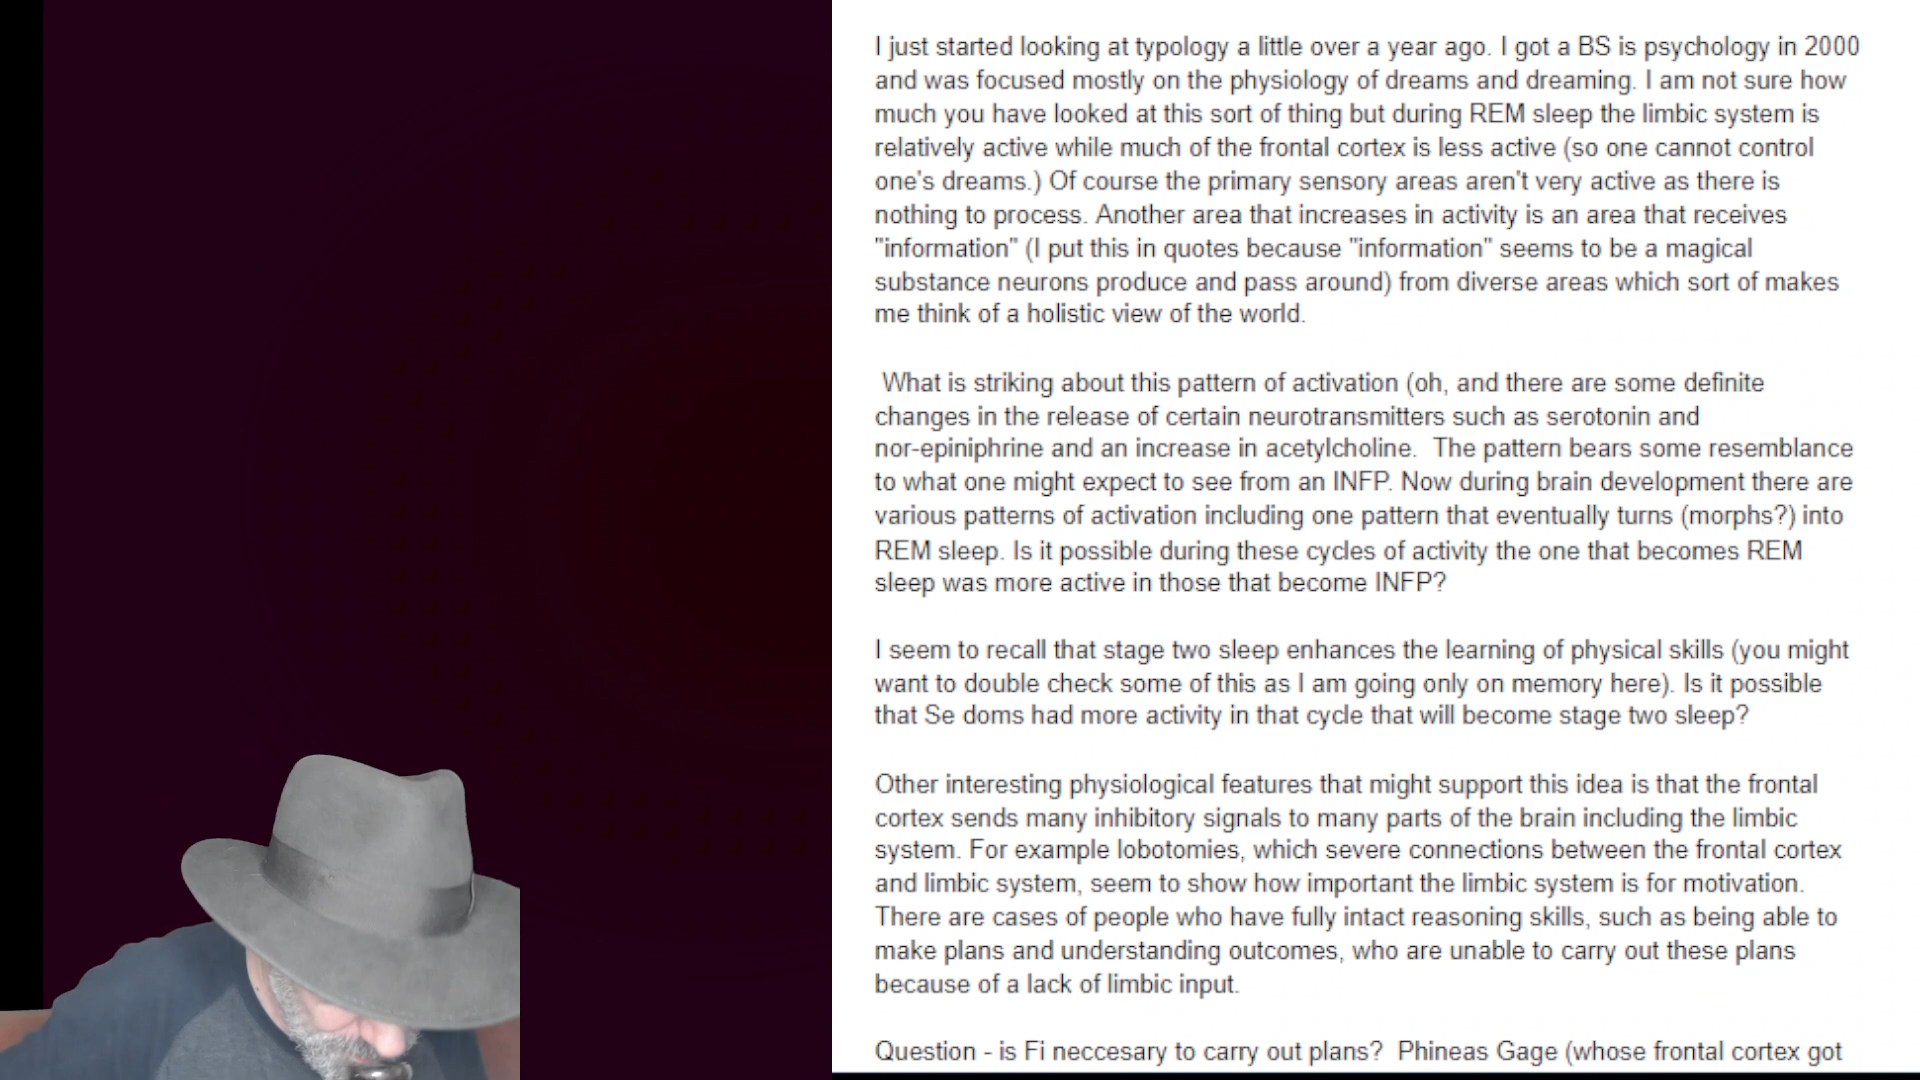 I just started looking at typology a little over a year ago. I got a BS is psychology in 2000
and was focused mostly on the physiology of dreams and dreaming. I am not sure how
much you have looked at this sort of thing but during REM sleep the limbic system is
relatively active while much of the frontal cortex is less active (so one cannot control
one's dreams.) Of course the primary sensory areas aren't very active as there is
nothing to process. Another area that increases in activity is an area that receives
"information" (I put this in quotes because "information" seems to be a magical
substance neurons produce and pass around) from diverse areas which sort of makes
me think of a holistic view of the world.
What is striking about this pattern of activation (oh, and there are some definite
changes in the release of certain neurotransmitters such as serotonin and
nor-epiniphrine and an increase in acetylcholine. The pattern bears some resemblance
to what one might expect to see from an INFP. Now during brain development there are
various patterns of activation including one pattern that eventually turns (morphs?) into
REM sleep. Is it possible during these cycles of activity the one that becomes REM
sleep was more active in those that become INFP?
I seem to recall that stage two sleep enhances the learning of physical skills (you might
want to double check some of this as I am going only on memory here). Is it possible
that Se doms had more activity in that cycle that will become stage two sleep?
Other interesting physiological features that might support this idea is that the frontal
cortex sends many inhibitory signals to many parts of the brain including the limbic
system. For example lobotomies, which severe connections between the frontal cortex
and limbic system, seem to show how important the limbic system is for motivation.
There are cases of people who have fully intact reasoning skills, such as being able to
make plans and understanding outcomes, who are unable to carry out these plans
because of a lack of limbic input.
Question - is Fi neccesary to carry out plans? Phineas Gage (whose frontal cortex got